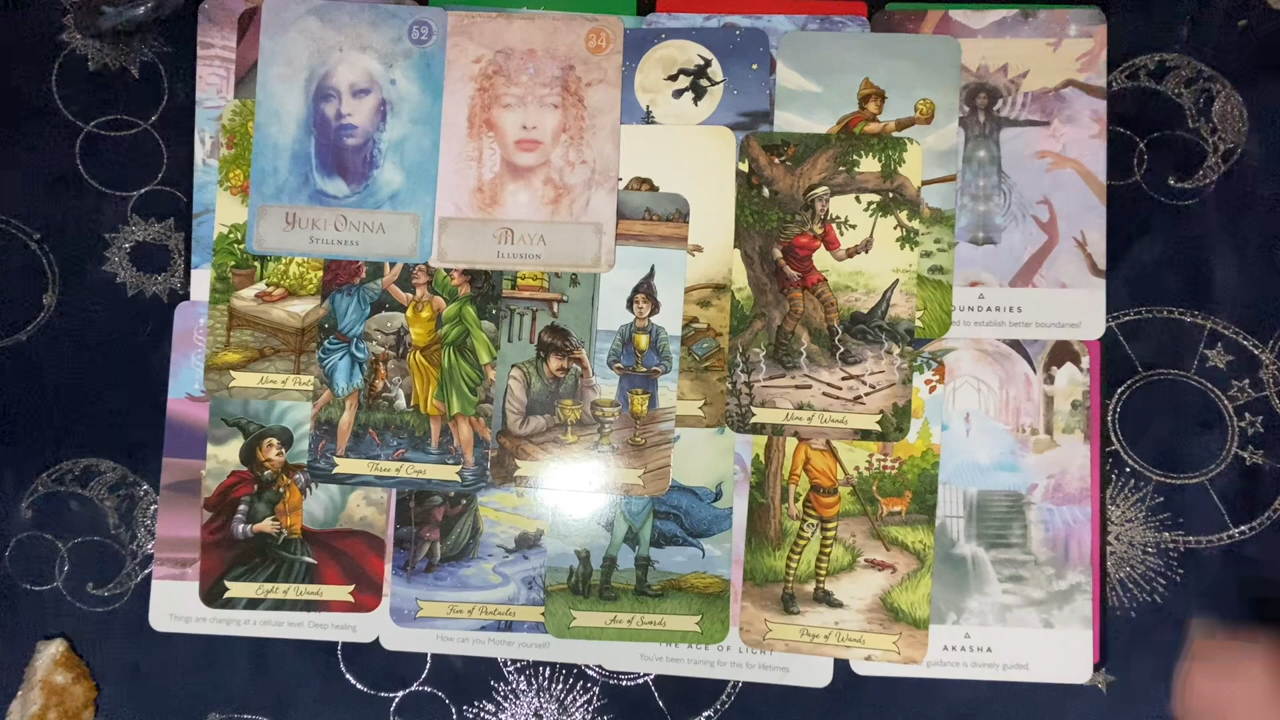 52
YUKI-ONNA
STILLNESS
34
MAYA
ILLUSION
OUNDARIES
ed to establish better boundaries!
Nine of Pent
Three of Cups
Nine of Wands
Eight of Wands
Five of Pentacles
Ace of Swords
Page of Wands
Things are changing at a cellular level. Deep healing
How can you Mother yourself?
THE AGE OF LIGHT
You've been training for this for lifetimes.
AKASHA
guidance is divinely guided.